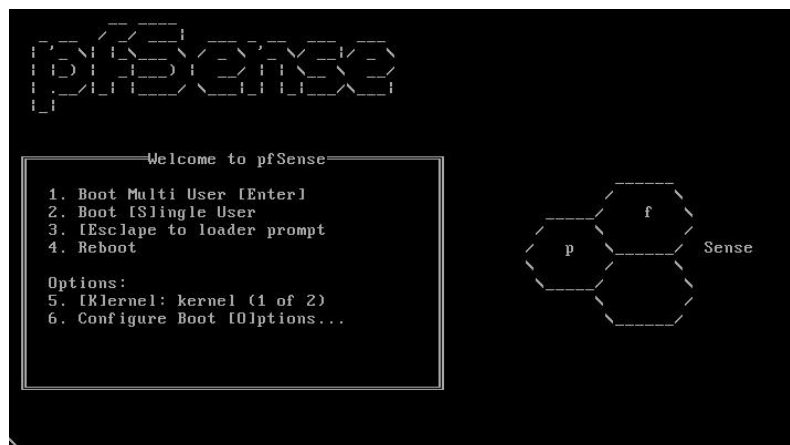 pfSense
Welcome to pfSense
1. Boot Multi User [Enter]
2. Boot [S]ingle User
3. [Esc]ape to loader prompt
4. Reboot
Options:
5. [K]ernel: kernel (1 of 2)
6. Configure Boot [O]ptions...
f
p
Sense